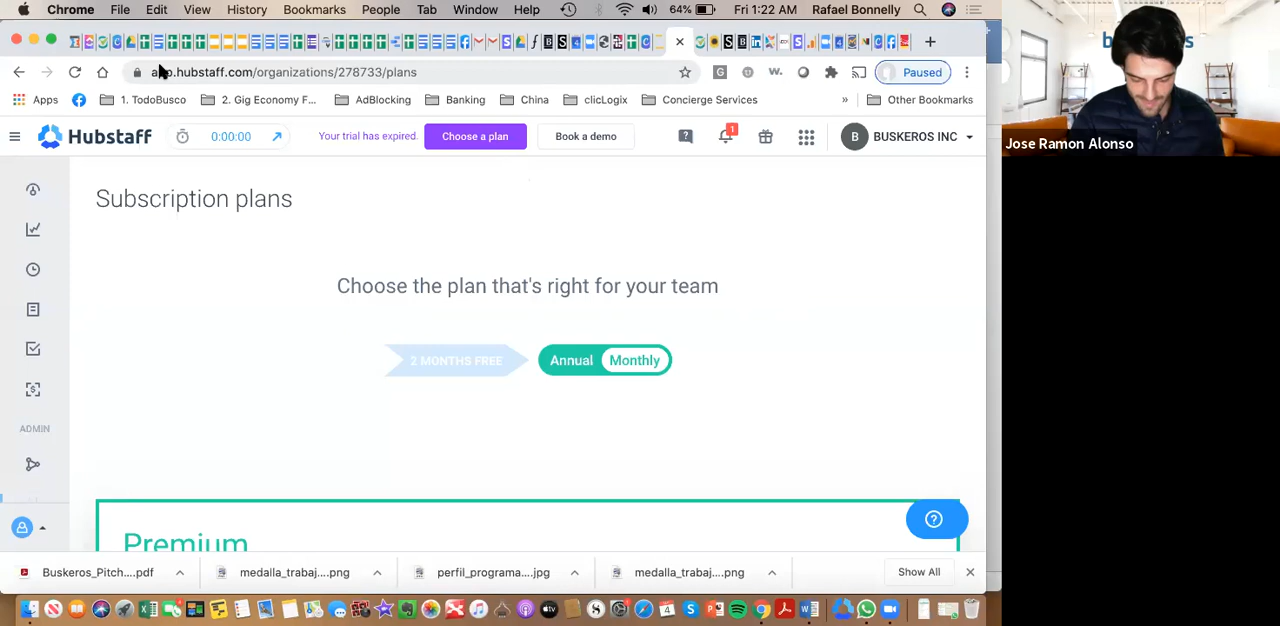 Chrome File Edit View History Bookmarks People Tab Window Help 64% Fri 1:22 AM Rafael Bonnelly
app.hubstaff.com/organizations/278733/plans Paused
Apps 1. TodoBusco 2. Gig Economy F... AdBlocking Banking China clicLogix Concierge Services » Other Bookmarks
Hubstaff 0:00:00 Your trial has expired. Choose a plan Book a demo 1 B BUSKEROS INC
Jose Ramon Alonso
Subscription plans
Choose the plan that's right for your team
2 MONTHS FREE Annual Monthly
ADMIN
Premium
Buskeros_Pitch....pdf medalla_trabaj....png perfil_programa....jpg medalla_trabaj....png Show All